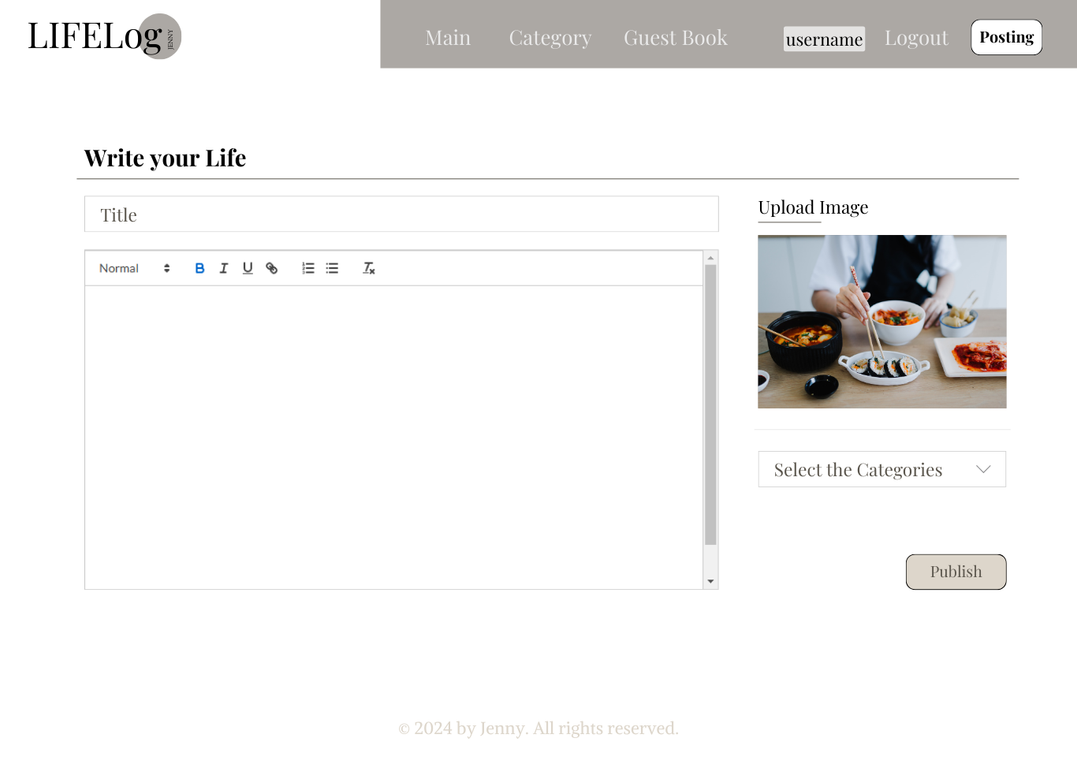 LIFELog
JENNY
Main Category Guest Book username Logout Posting
Write your Life
Title
Upload Image
Normal B I U
Select the Categories
Publish
© 2024 by Jenny. All rights reserved.